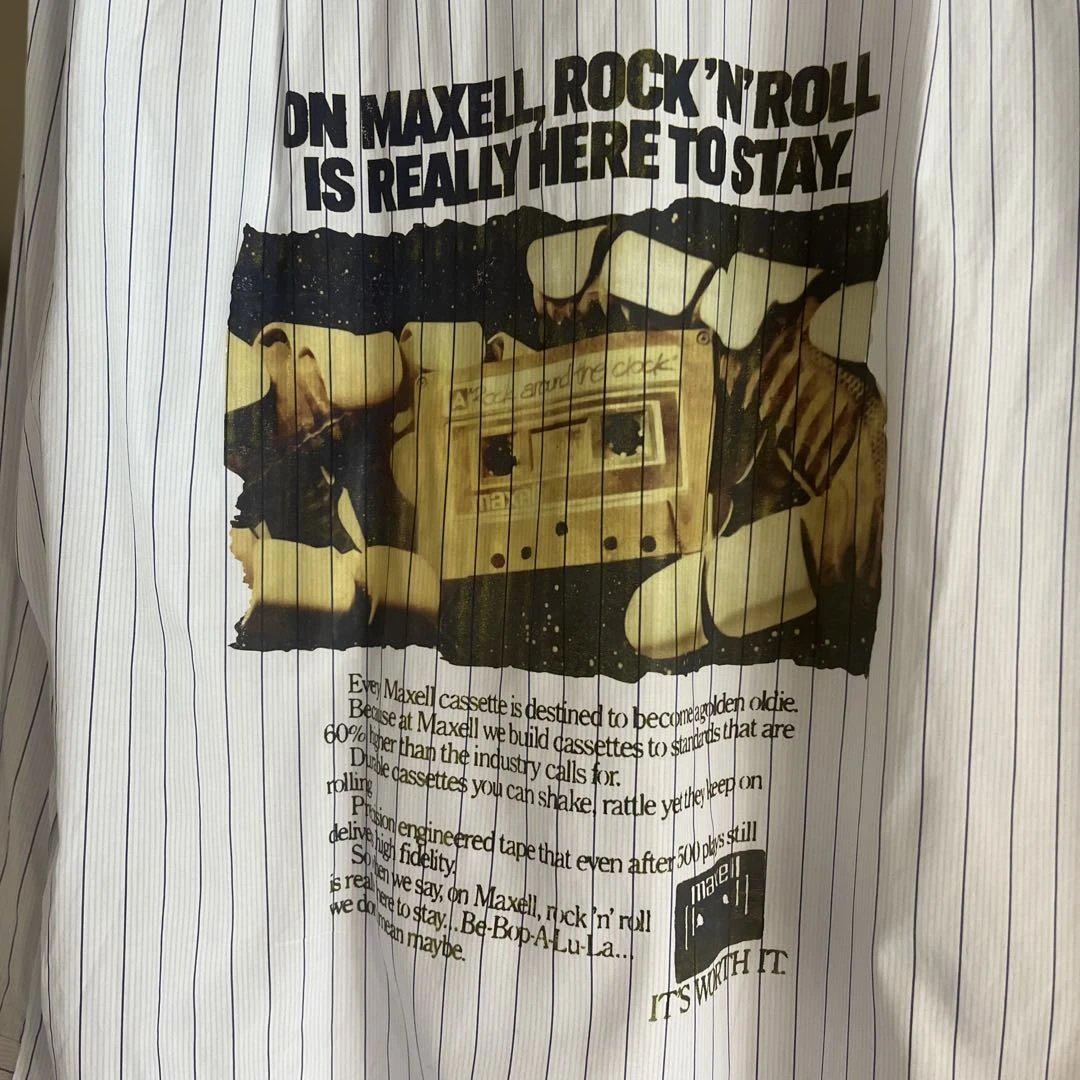 ON MAXELL, ROCK 'N' ROLL
IS REALLY HERE TO STAY.
A "Rock around the clock"
maxell
Every Maxell cassette is destined to become a golden oldie.
Because at Maxell we build cassettes to standards that are
60% higher than the industry calls for.
Durable cassettes you can shake, rattle yet they keep on
rolling
Precision engineered tape that even after 500 plays still
deliver high fidelity.
So when we say, on Maxell, rock 'n' roll
is really here to stay... Be-Bop-A-Lu-La...
we don't mean maybe.
maxell
IT'S WORTH IT.